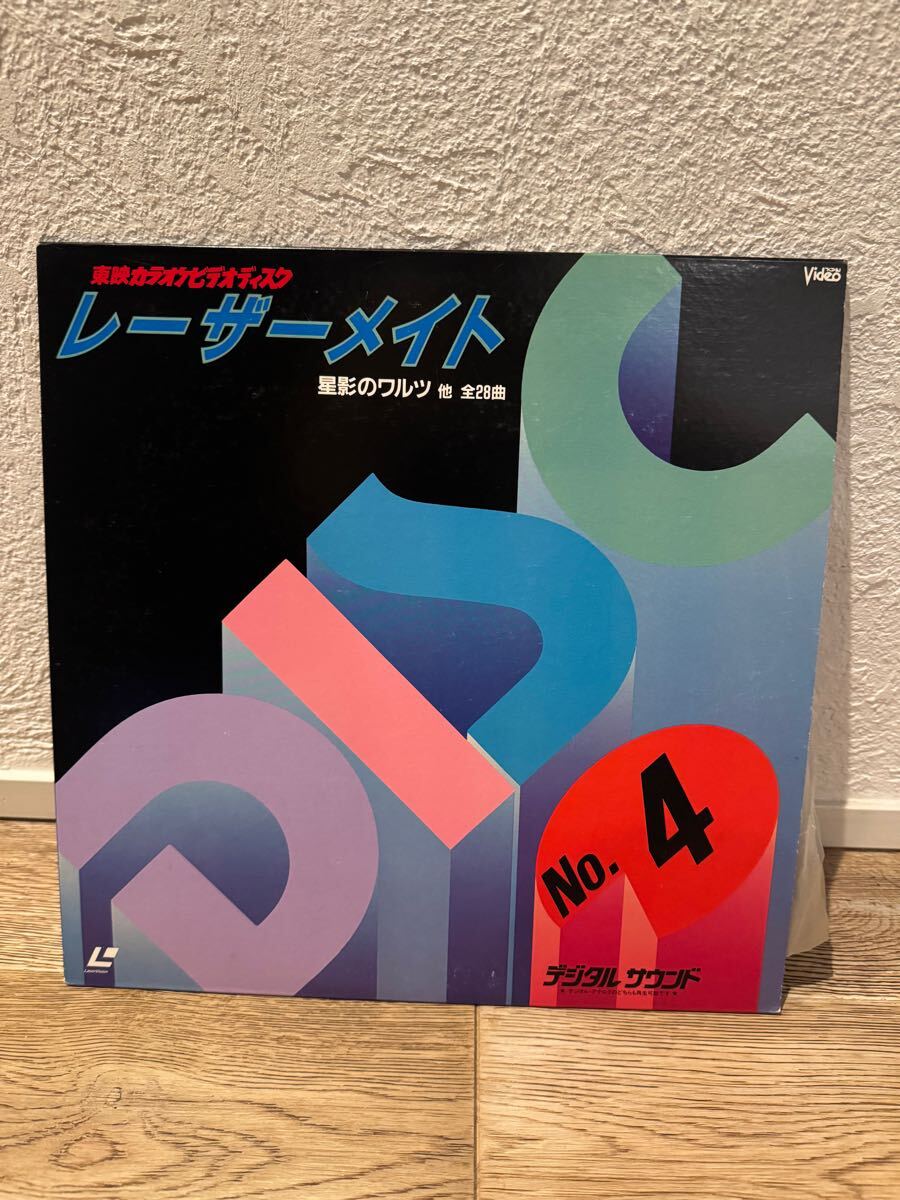 東映カラオケビデオディスク
Video
レーザーメイト
星影のワルツ 他 全28曲
No. 4
LaserVision
デジタル サウンド